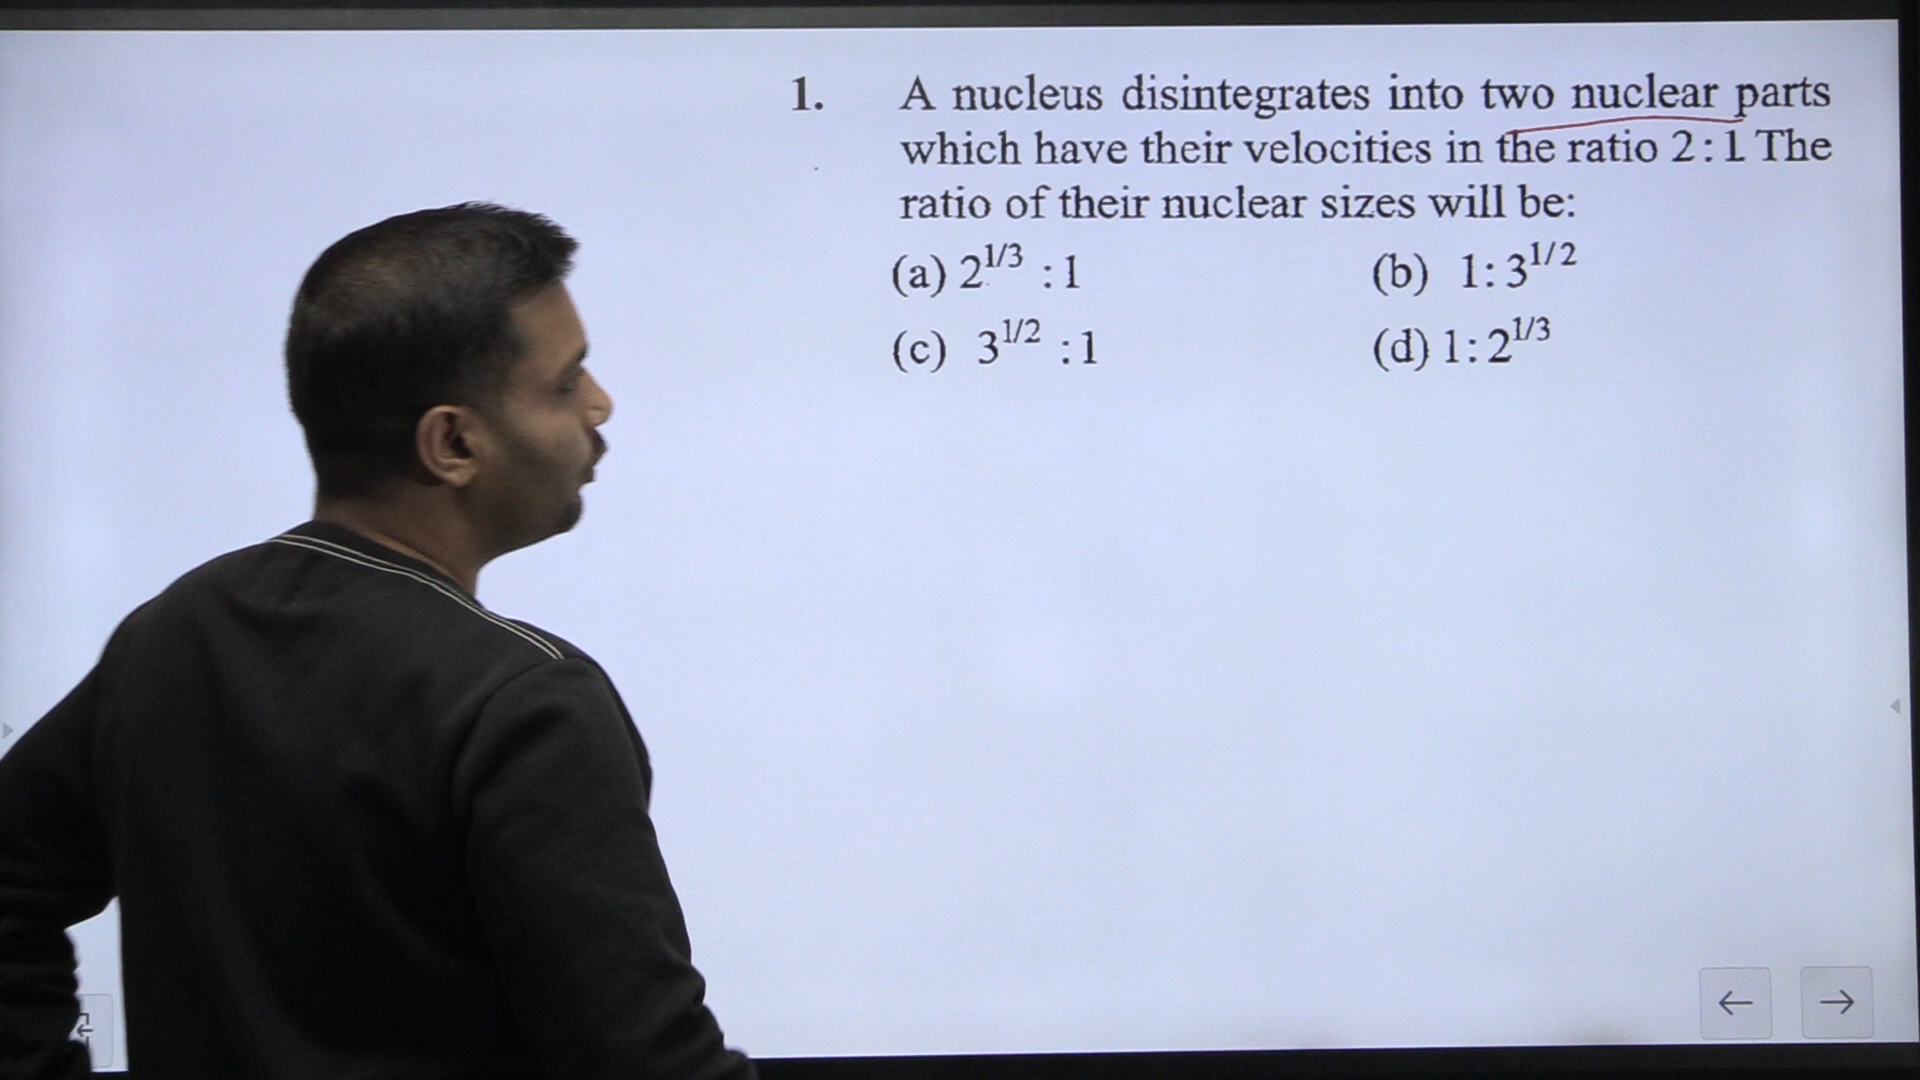 1. A nucleus disintegrates into two nuclear parts
which have their velocities in the ratio 2 : 1 The
ratio of their nuclear sizes will be:
(a) 2^{1/3} : 1 (b) 1 : 3^{1/2}
(c) 3^{1/2} : 1 (d) 1 : 2^{1/3}